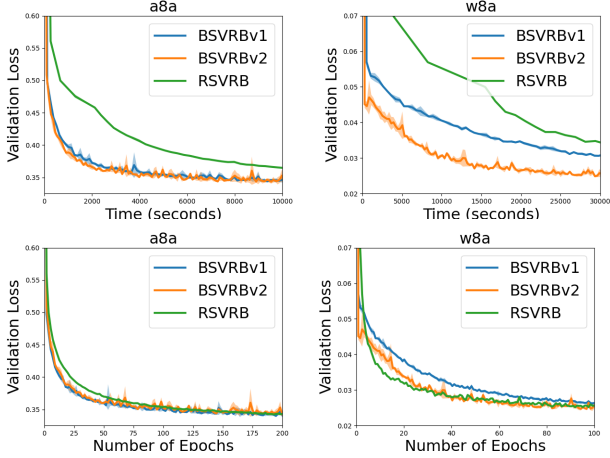 a8a
0.60
0.55
0.50
0.45
0.40
0.35
Validation Loss
BSVRBv1
BSVRBv2
RSVRB
0
2000
4000
6000
8000
10000
Time (seconds)
w8a
0.07
0.06
0.05
0.04
0.03
0.02
Validation Loss
BSVRBv1
BSVRBv2
RSVRB
0
5000
10000
15000
20000
25000
30000
Time (seconds)
a8a
0.60
0.55
0.50
0.45
0.40
0.35
Validation Loss
BSVRBv1
BSVRBv2
RSVRB
0
25
50
75
100
125
150
175
200
Number of Epochs
w8a
0.07
0.06
0.05
0.04
0.03
0.02
Validation Loss
BSVRBv1
BSVRBv2
RSVRB
0
20
40
60
80
100
Number of Epochs